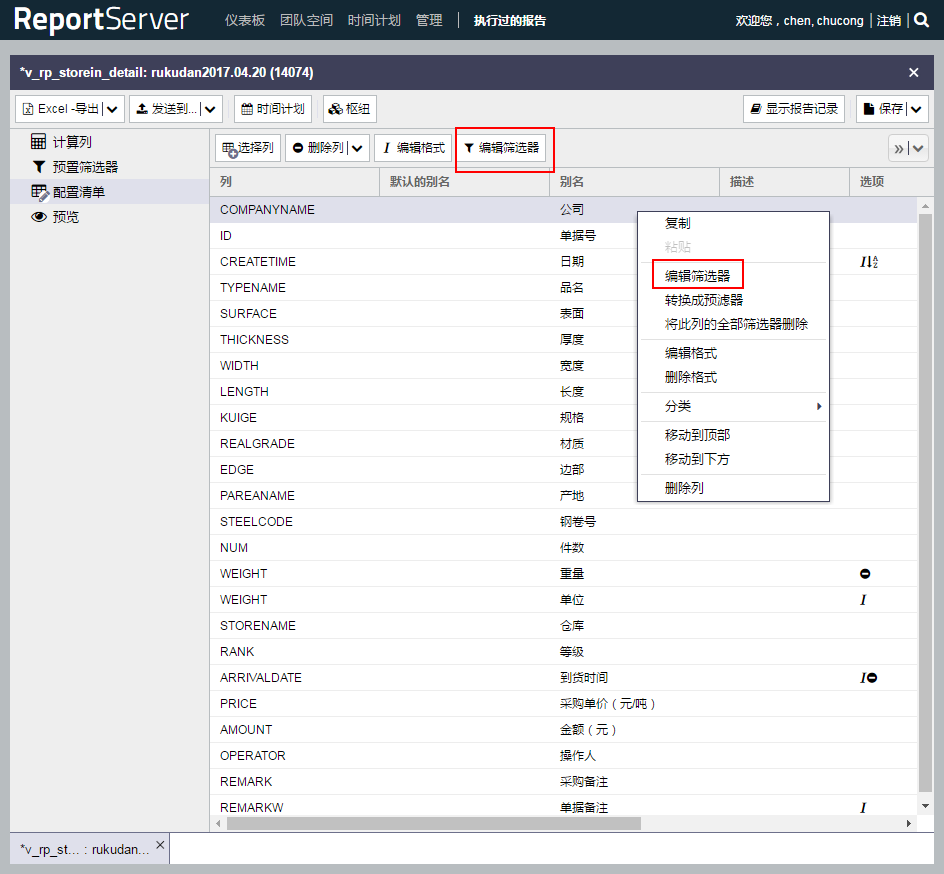 ReportServer 仪表板 团队空间 时间计划 管理 执行过的报告 欢迎您，chen, chucong 注销
*v_rp_storein_detail: rukudan2017.04.20 (14074)
Excel -导出 发送到... 时间计划 枢纽 显示报告记录 保存
计算列
预置筛选器
配置清单
预览
选择列 删除列 I 编辑格式 编辑筛选器
列 默认的别名 别名 描述 选项
COMPANYNAME 公司
ID 单据号
CREATETIME 日期
TYPENAME 品名
SURFACE 表面
THICKNESS 厚度
WIDTH 宽度
LENGTH 长度
KUIGE 规格
REALGRADE 材质
EDGE 边部
PAREANAME 产地
STEELCODE 钢卷号
NUM 件数
WEIGHT 重量
WEIGHT 单位 I
STORENAME 仓库
RANK 等级
ARRIVALDATE 到货时间 I
PRICE 采购单价（元/吨）
AMOUNT 金额（元）
OPERATOR 操作人
REMARK 采购备注
REMARKW 单据备注 I
复制
粘贴
编辑筛选器
转换成预滤器
将此列的全部筛选器删除
编辑格式
删除格式
分类
移动到顶部
移动到下方
删除列
*v_rp_st... : rukudan...